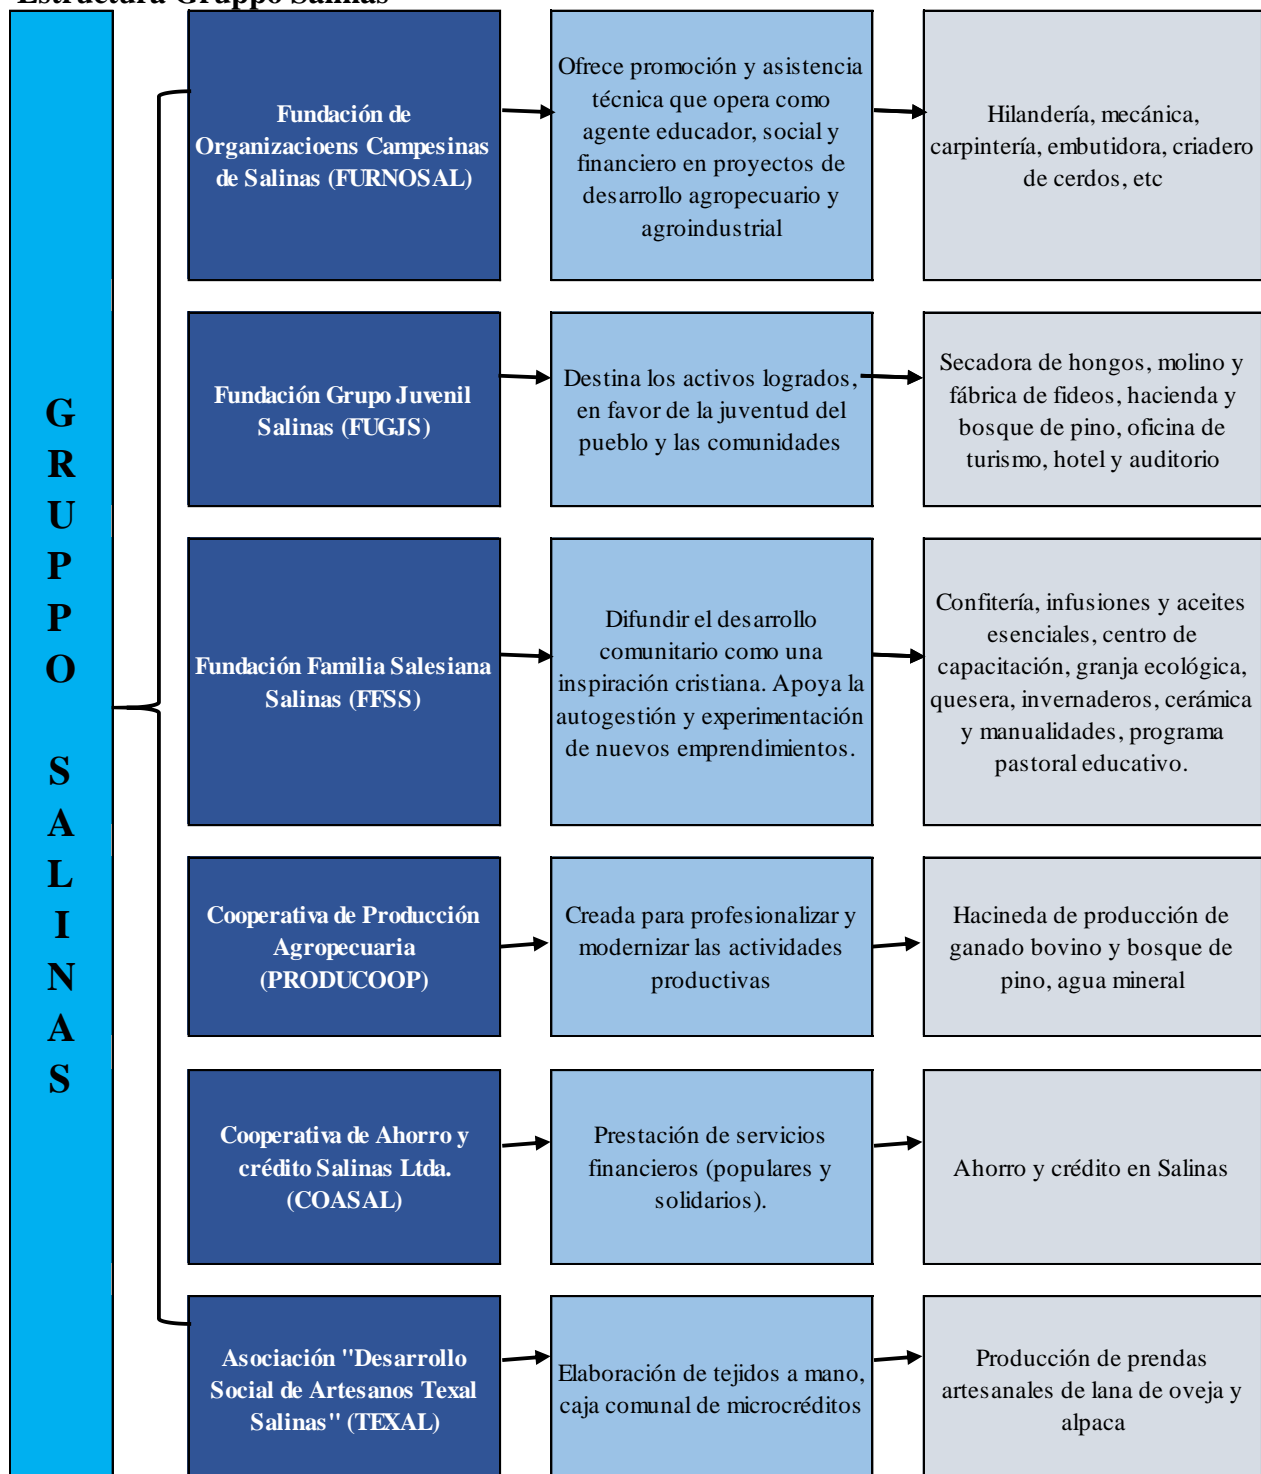 Estructura Gruppo Salinas
G
R
U
P
P
O
S
A
L
I
N
A
S
Fundación de
Organizacioens Campesinas
de Salinas (FURNOSAL)
Ofrece promoción y asistencia
técnica que opera como
agente educador, social y
financiero en proyectos de
desarrollo agropecuario y
agroindustrial
Hilandería, mecánica,
carpintería, embutidora, criadero
de cerdos, etc
Fundación Grupo Juvenil
Salinas (FUGJS)
Destina los activos logrados,
en favor de la juventud del
pueblo y las comunidades
Secadora de hongos, molino y
fábrica de fideos, hacienda y
bosque de pino, oficina de
turismo, hotel y auditorio
Fundación Familia Salesiana
Salinas (FFSS)
Difundir el desarrollo
comunitario como una
inspiración cristiana. Apoya la
autogestión y experimentación
de nuevos emprendimientos.
Confitería, infusiones y aceites
esenciales, centro de
capacitación, granja ecológica,
quesera, invernaderos, cerámica
y manualidades, programa
pastoral educativo.
Cooperativa de Producción
Agropecuaria
(PRODUCOOP)
Creada para profesionalizar y
modernizar las actividades
productivas
Hacineda de producción de
ganado bovino y bosque de
pino, agua mineral
Cooperativa de Ahorro y
crédito Salinas Ltda.
(COASAL)
Prestación de servicios
financieros (populares y
solidarios).
Ahorro y crédito en Salinas
Asociación "Desarrollo
Social de Artesanos Texal
Salinas" (TEXAL)
Elaboración de tejidos a mano,
caja comunal de microcréditos
Producción de prendas
artesanales de lana de oveja y
alpaca